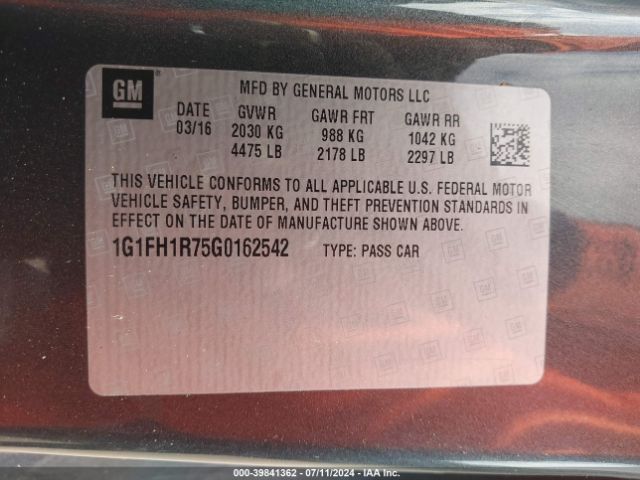 GM ®
MFD BY GENERAL MOTORS LLC
DATE GVWR GAWR FRT GAWR RR
03/16 2030 KG 988 KG 1042 KG
4475 LB 2178 LB 2297 LB
THIS VEHICLE CONFORMS TO ALL APPLICABLE U.S. FEDERAL MOTOR
VEHICLE SAFETY, BUMPER, AND THEFT PREVENTION STANDARDS IN
EFFECT ON THE DATE OF MANUFACTURE SHOWN ABOVE.
1G1FH1R75G0162542 TYPE: PASS CAR
000-39841362 - 07/11/2024 - IAA Inc.